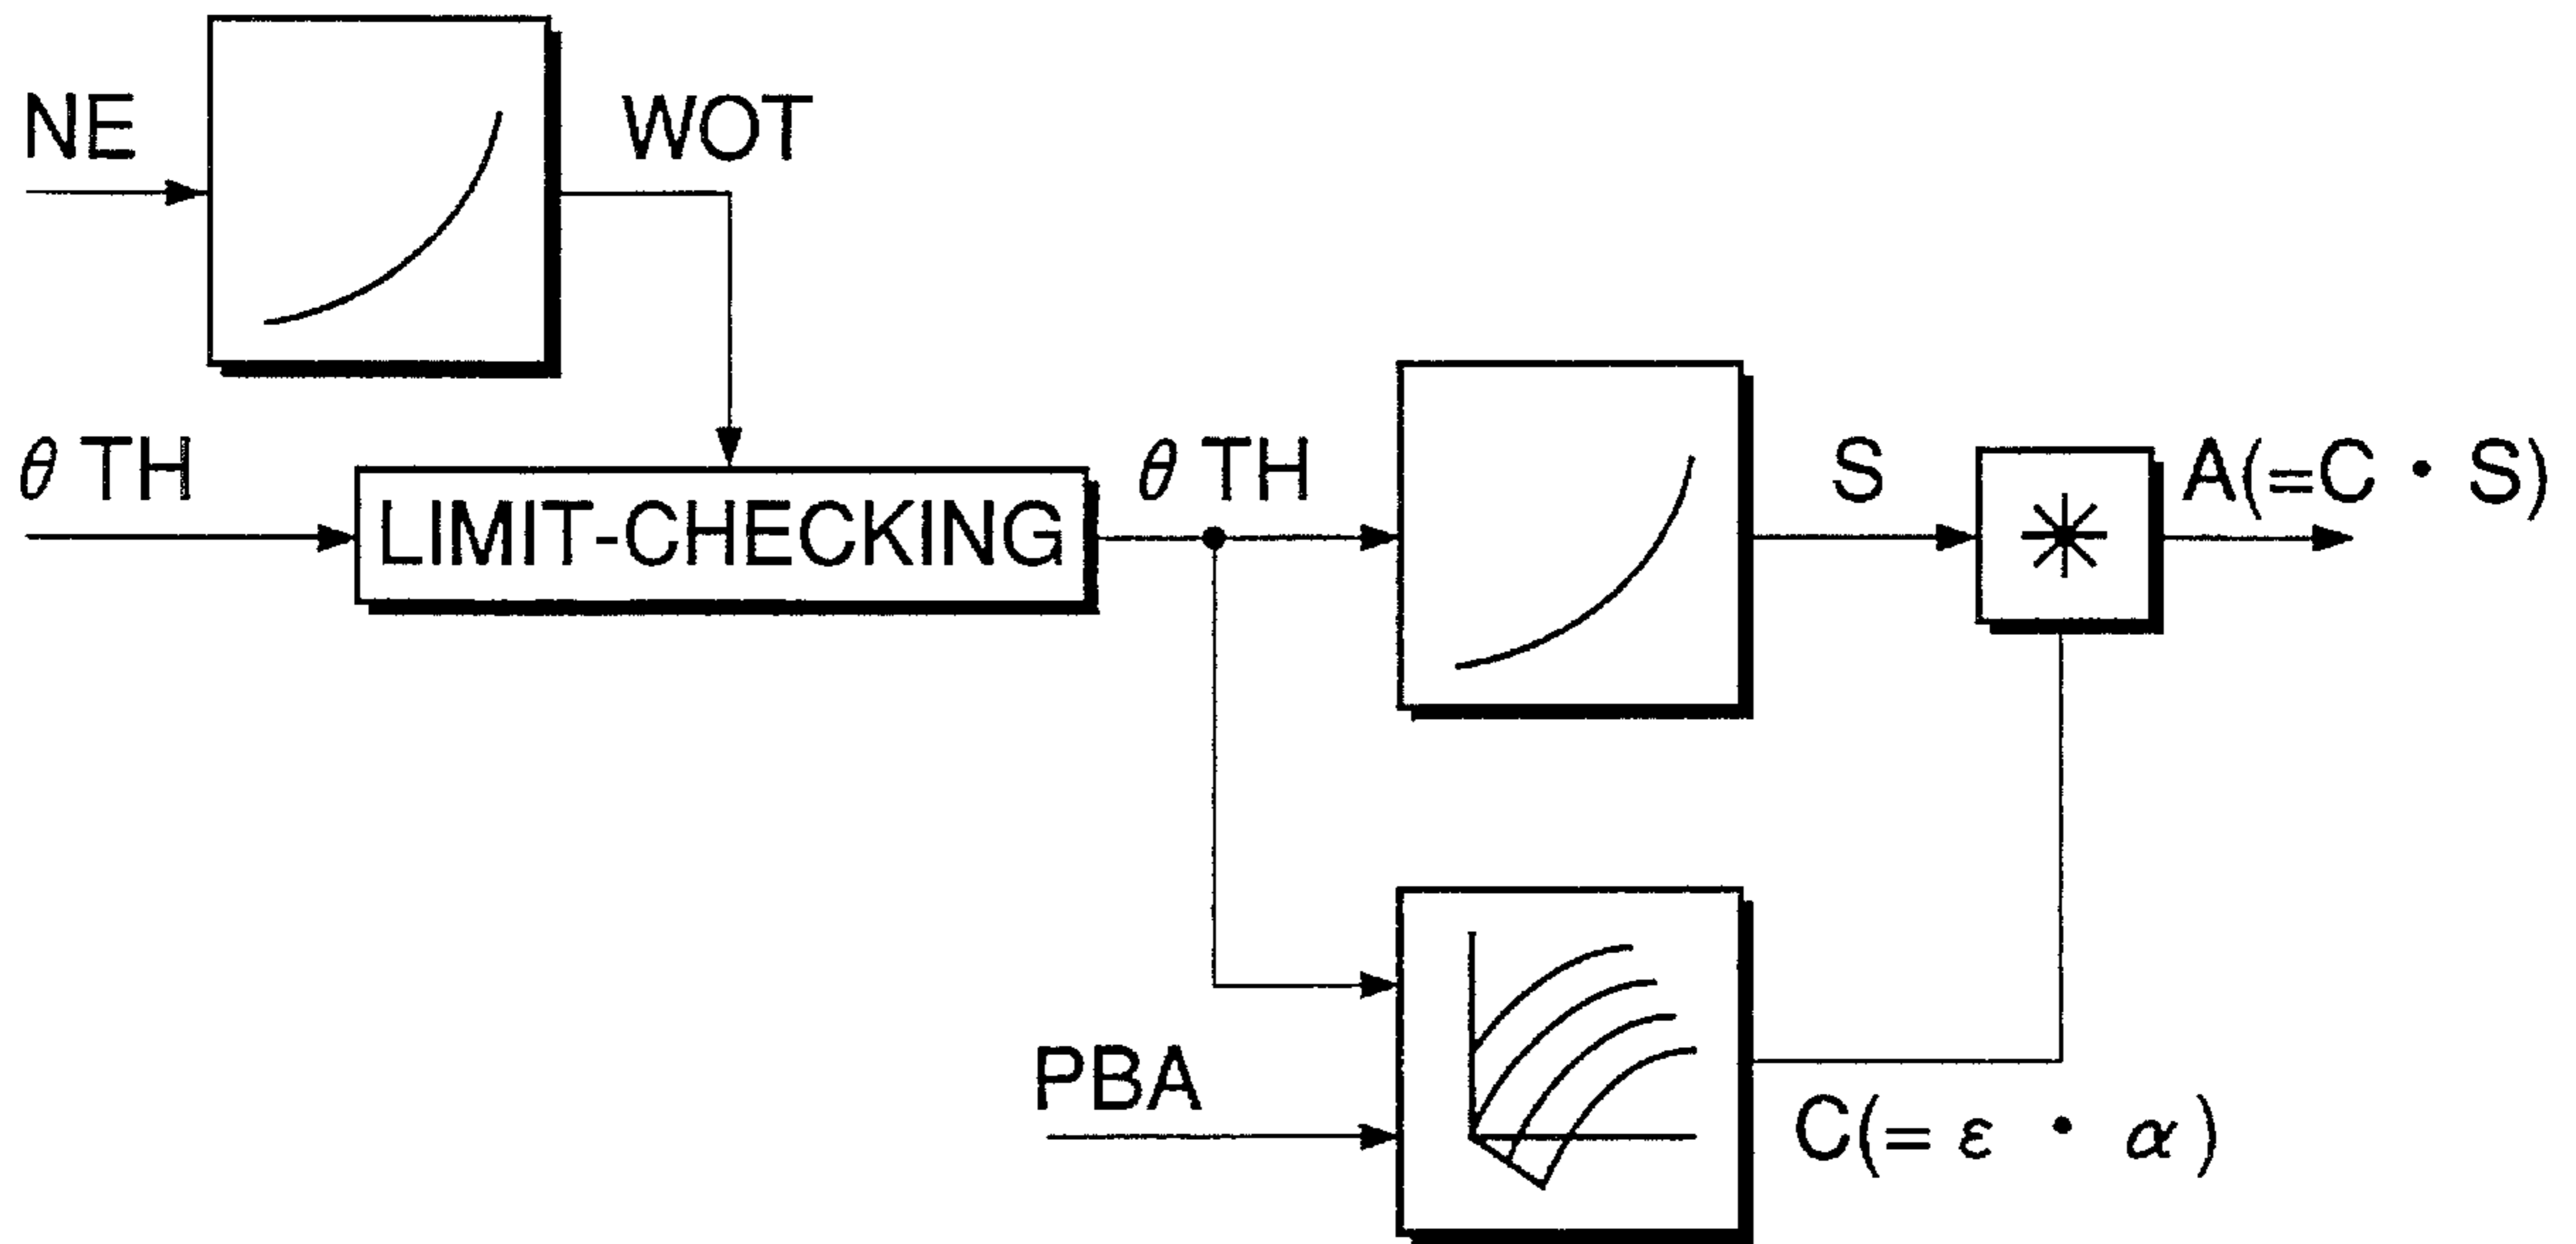 NE
WOT
θ TH
LIMIT-CHECKING
θ TH
S
A(=C・S)
PBA
C(= ε ・ α)